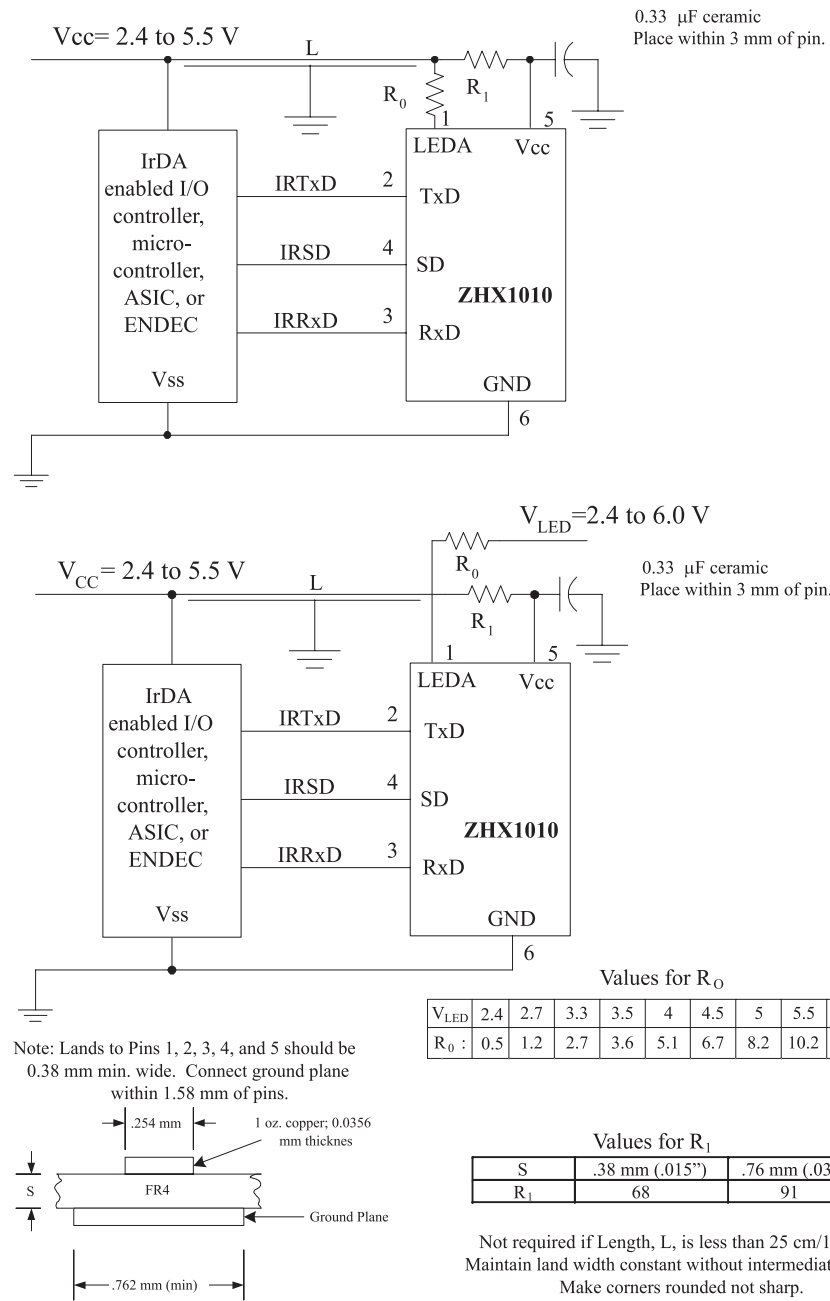 0.33 μF ceramic
Place within 3 mm of pin.
Vcc= 2.4 to 5.5 V
L
R1
R0
1
5
LEDA
Vcc
IrDA
enabled I/O
controller,
micro-
controller,
ASIC, or
ENDEC
Vss
IRTxD
2
TxD
IRSD
4
SD
ZHX1010
IRRxD
3
RxD
GND
6
VLED=2.4 to 6.0 V
R0
VCC= 2.4 to 5.5 V
L
0.33 μF ceramic
Place within 3 mm of pin.
R1
1
5
LEDA
Vcc
IrDA
enabled I/O
controller,
micro-
controller,
ASIC, or
ENDEC
Vss
IRTxD
2
TxD
IRSD
4
SD
ZHX1010
IRRxD
3
RxD
GND
6
Values for RO
VLED 2.4 2.7 3.3 3.5 4 4.5 5 5.5
R0 : 0.5 1.2 2.7 3.6 5.1 6.7 8.2 10.2
Note: Lands to Pins 1, 2, 3, 4, and 5 should be
0.38 mm min. wide. Connect ground plane
within 1.58 mm of pins.
.254 mm
1 oz. copper; 0.0356
mm thicknes
S
FR4
Ground Plane
.762 mm (min)
Values for R1
S .38 mm (.015”) .76 mm (.03
R1 68 91
Not required if Length, L, is less than 25 cm/1
Maintain land width constant without intermediat
Make corners rounded not sharp.